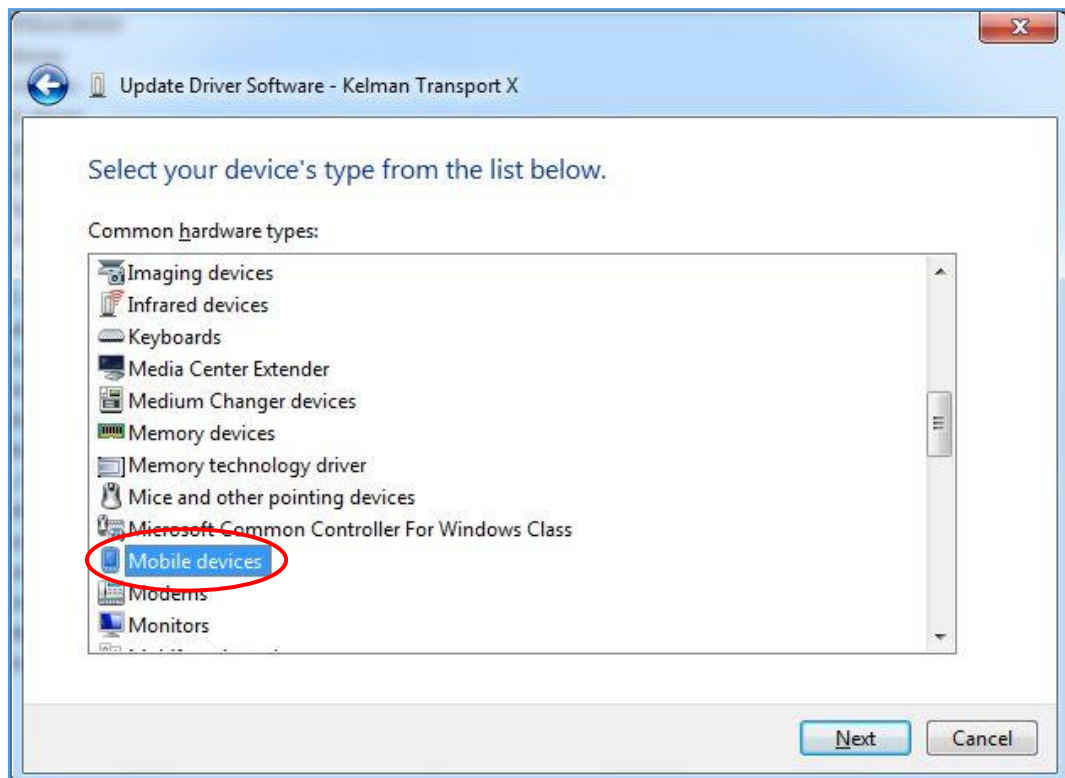 Update Driver Software - Kelman Transport X
Select your device's type from the list below.
Common hardware types:
Imaging devices
Infrared devices
Keyboards
Media Center Extender
Medium Changer devices
Memory devices
Memory technology driver
Mice and other pointing devices
Microsoft Common Controller For Windows Class
Mobile devices
Modems
Monitors
Next
Cancel